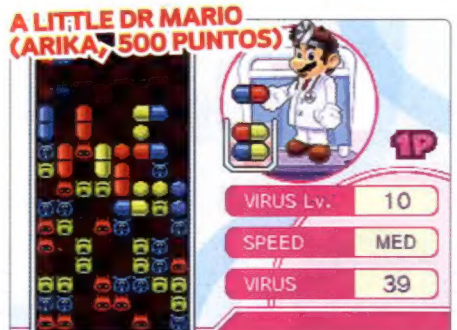 A LITTLE DR MARIO
(ARIKA, 500 PUNTOS)
1P
VIRUS Lv. 10
SPEED MED
VIRUS 39